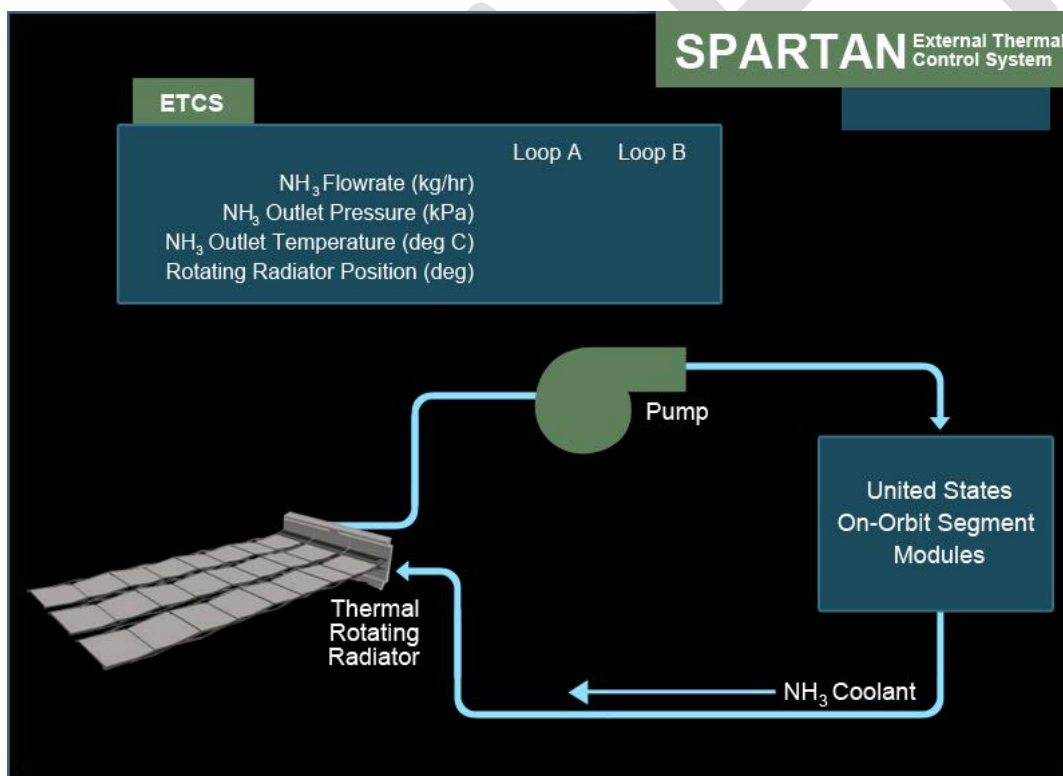 SPARTAN External Thermal
Control System
ETCS
Loop A Loop B
NH₃ Flowrate (kg/hr)
NH₃ Outlet Pressure (kPa)
NH₃ Outlet Temperature (deg C)
Rotating Radiator Position (deg)
Pump
United States
On-Orbit Segment
Modules
Thermal
Rotating
Radiator
NH₃ Coolant